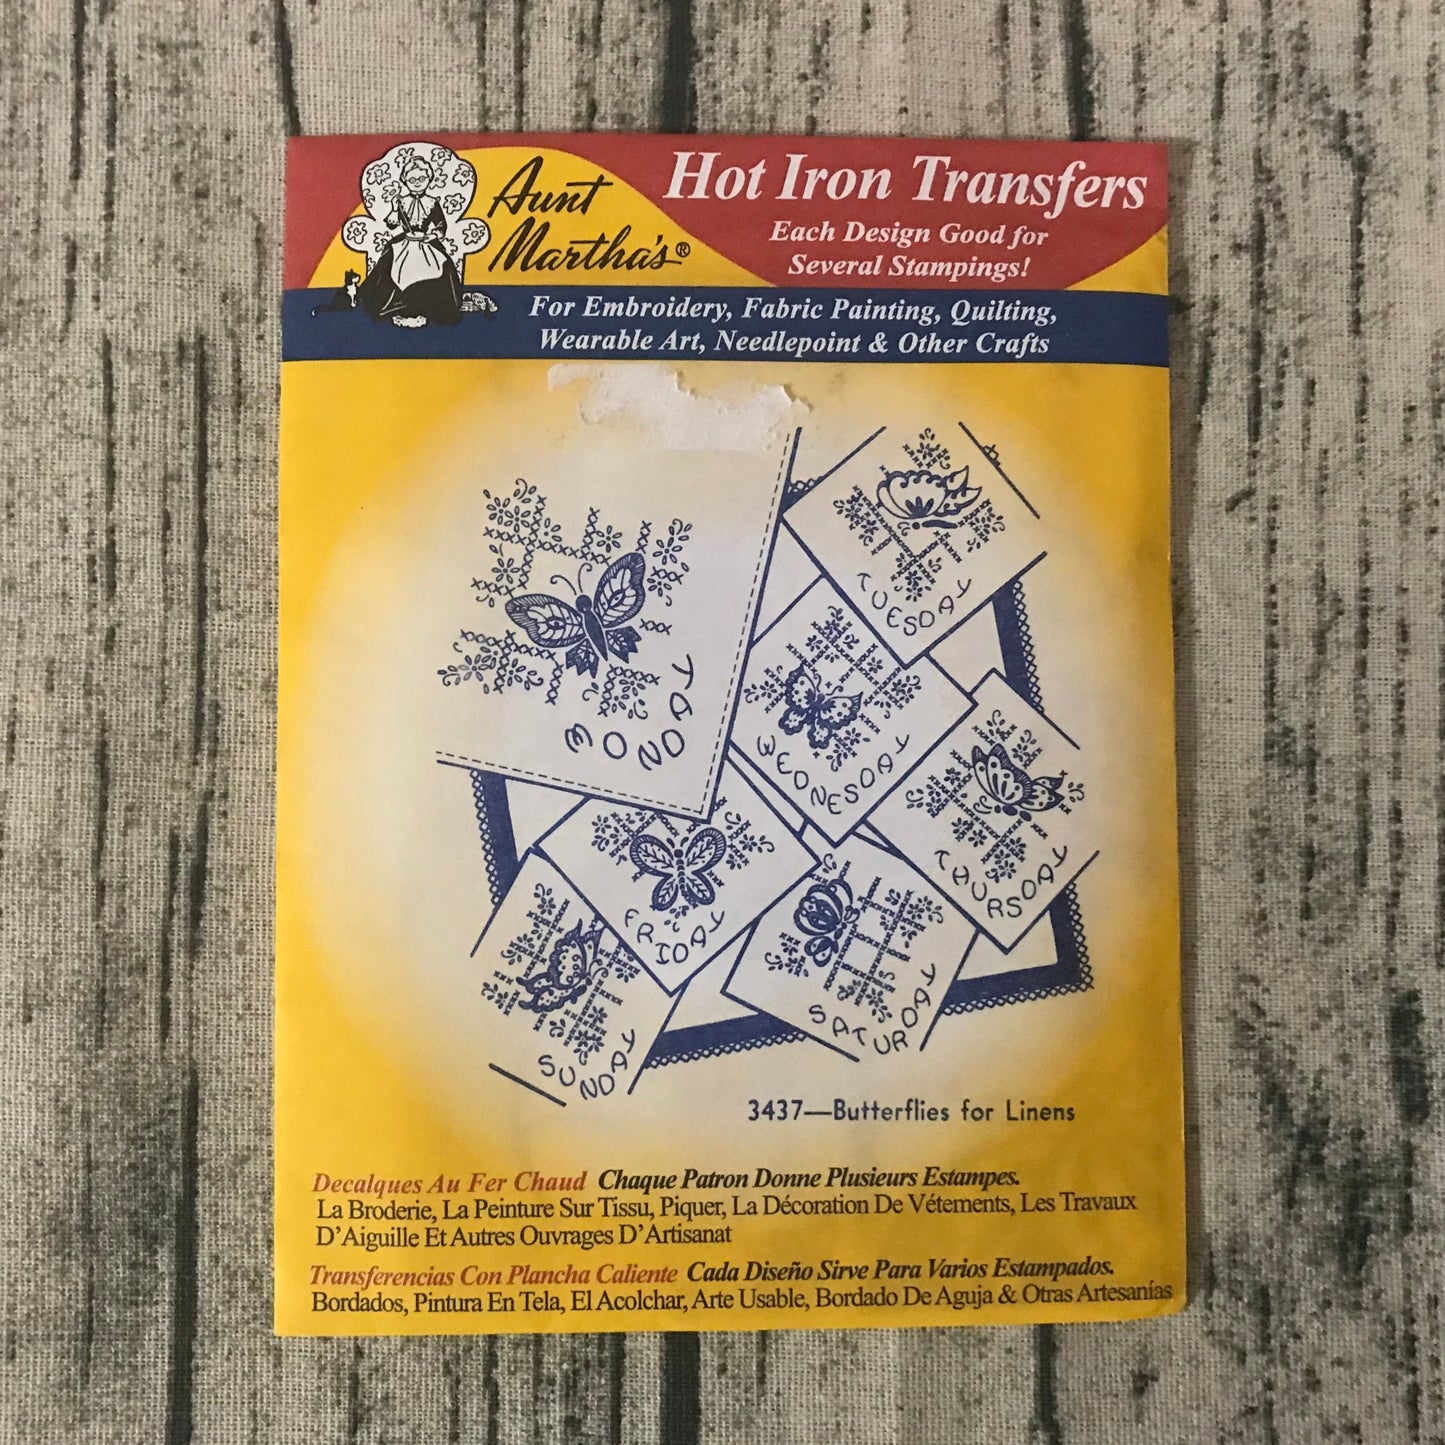 Aunt
Martha's®
Hot Iron Transfers
Each Design Good for
Several Stampings!
For Embroidery, Fabric Painting, Quilting,
Wearable Art, Needlepoint & Other Crafts
MONDAY
TUESDAY
WEDNESDAY
THURSDAY
FRIDAY
SATURDAY
SUNDAY
3437—Butterflies for Linens
Decalques Au Fer Chaud Chaque Patron Donne Plusieurs Estampes.
La Broderie, La Peinture Sur Tissu, Piquer, La Décoration De Vétements, Les Travaux
D'Aiguille Et Autres Ouvrages D'Artisanat
Transferencias Con Plancha Caliente Cada Diseño Sirve Para Varios Estampados.
Bordados, Pintura En Tela, El Acolchar, Arte Usable, Bordado De Aguja & Otras Artesanías